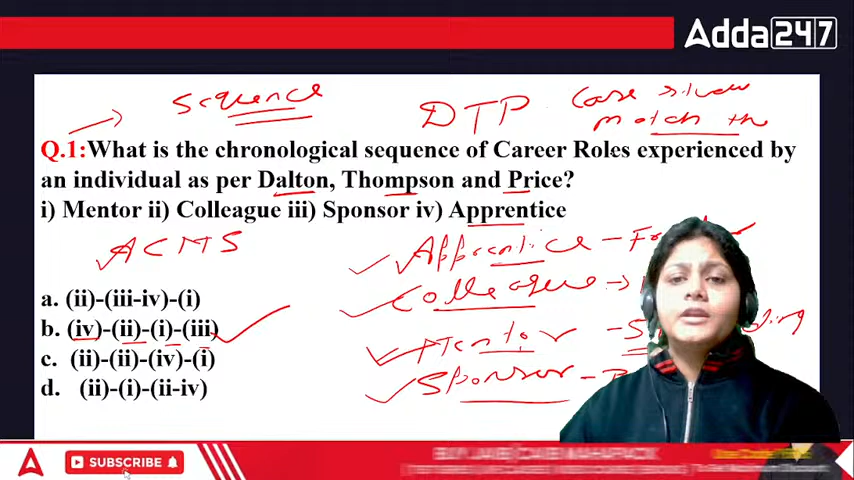 Adda247
Sequence DTP Case
match the
Q.1:What is the chronological sequence of Career Roles experienced by
an individual as per Dalton, Thompson and Price?
i) Mentor ii) Colleague iii) Sponsor iv) Apprentice
ACMS Apprentice -
Colleague →
a. (ii)-(iii-iv)-(i)
b. (iv)-(ii)-(i)-(iii)
Mentor -
c. (ii)-(ii)-(iv)-(i)
Sponsor -
d. (ii)-(i)-(ii-iv)
SUBSCRIBE